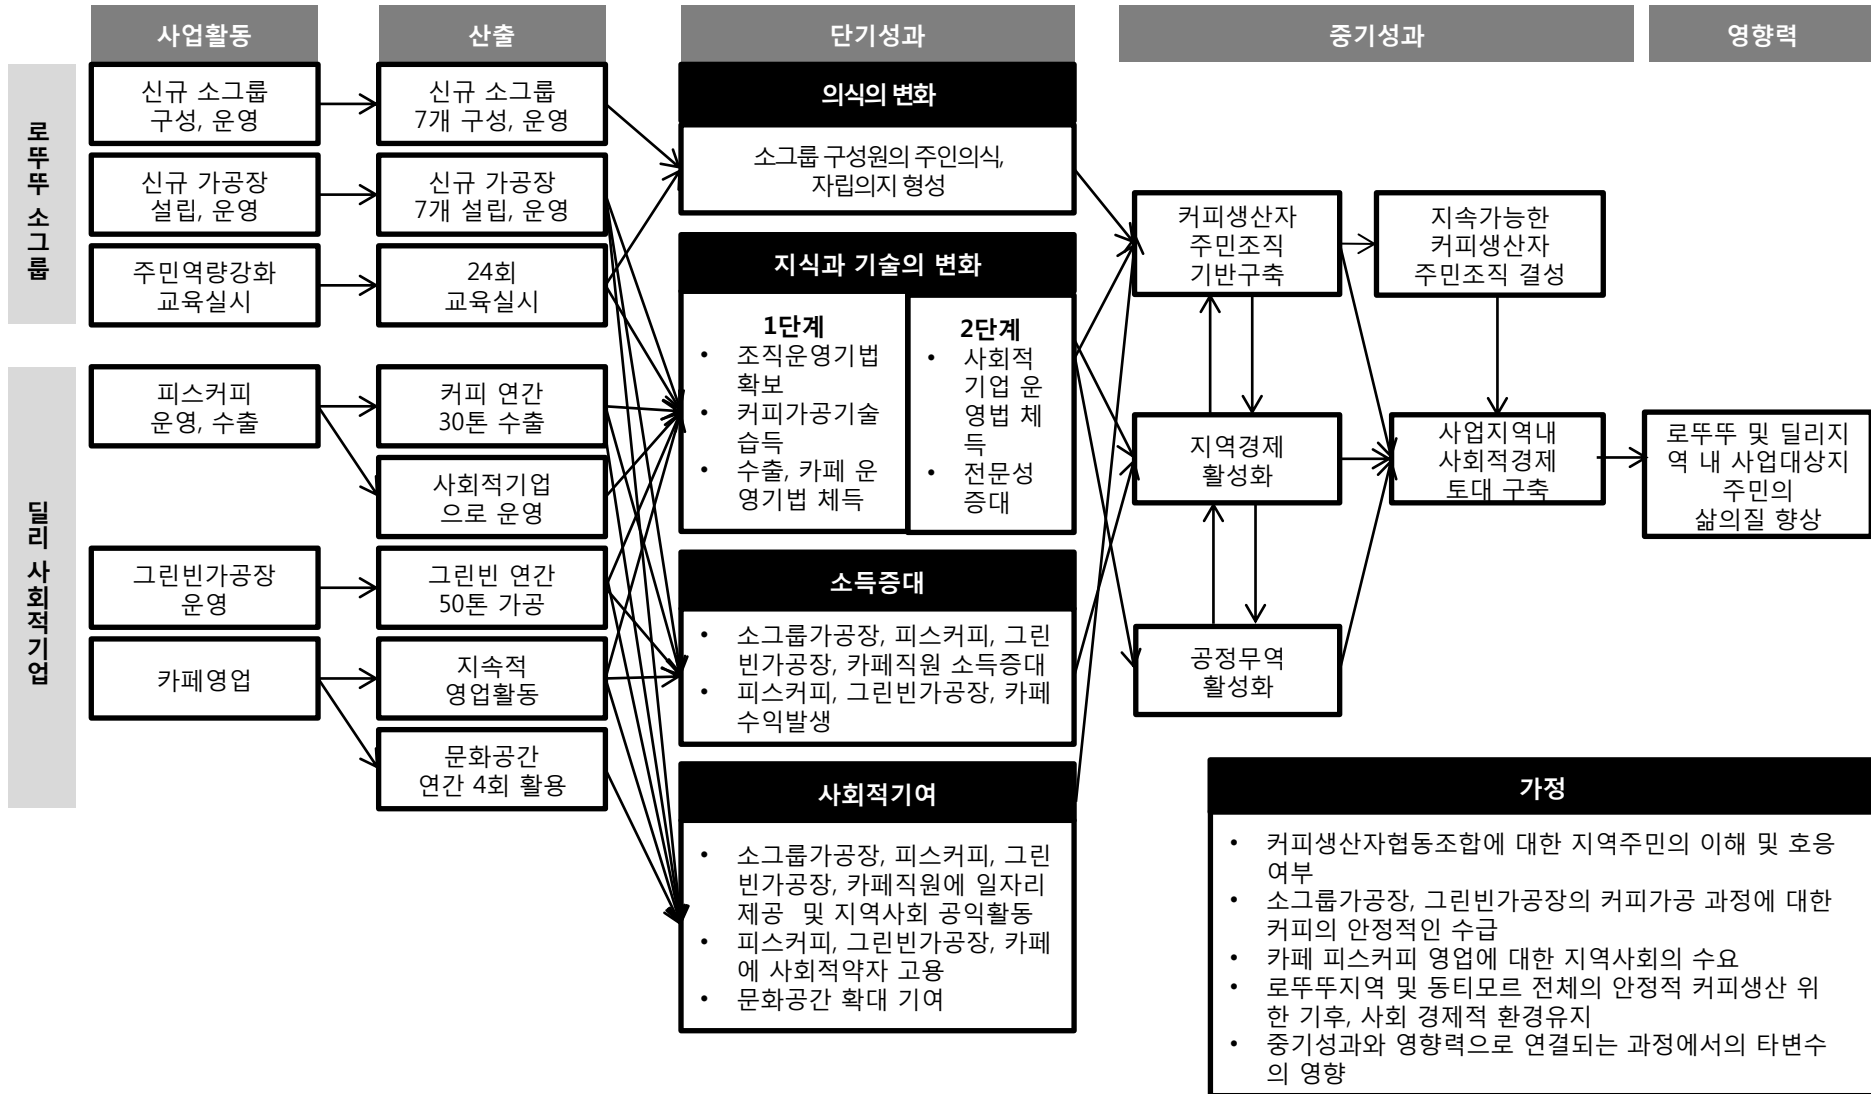 사업활동
산출
단기성과
중기성과
영향력
로뚜뚜 소그룹
신규 소그룹
구성, 운영
신규 소그룹
7개 구성, 운영
신규 가공장
설립, 운영
신규 가공장
7개 설립, 운영
주민역량강화
교육실시
24회
교육실시
딜리 사회적기업
피스커피
운영, 수출
커피 연간
30톤 수출
사회적기업
으로 운영
그린빈가공장
운영
그린빈 연간
50톤 가공
카페영업
지속적
영업활동
문화공간
연간 4회 활용
의식의 변화
소그룹 구성원의 주인의식,
자립의지 형성
지식과 기술의 변화
1단계
• 조직운영기법
확보
• 커피가공기술
습득
• 수출, 카페 운
영기법 체득
2단계
• 사회적
기업 운
영법 체
득
• 전문성
증대
소득증대
• 소그룹가공장, 피스커피, 그린
빈가공장, 카페직원 소득증대
• 피스커피, 그린빈가공장, 카페
수익발생
사회적기여
• 소그룹가공장, 피스커피, 그린
빈가공장, 카페직원에 일자리
제공 및 지역사회 공익활동
• 피스커피, 그린빈가공장, 카페
에 사회적약자 고용
• 문화공간 확대 기여
커피생산자
주민조직
기반구축
지속가능한
커피생산자
주민조직 결성
지역경제
활성화
사업지역내
사회적경제
토대 구축
공정무역
활성화
로뚜뚜 및 딜리지
역 내 사업대상지
주민의
삶의질 향상
가정
• 커피생산자협동조합에 대한 지역주민의 이해 및 호응
여부
• 소그룹가공장, 그린빈가공장의 커피가공 과정에 대한
커피의 안정적인 수급
• 카페 피스커피 영업에 대한 지역사회의 수요
• 로뚜뚜지역 및 동티모르 전체의 안정적 커피생산 위
한 기후, 사회 경제적 환경유지
• 중기성과와 영향력으로 연결되는 과정에서의 타변수
의 영향